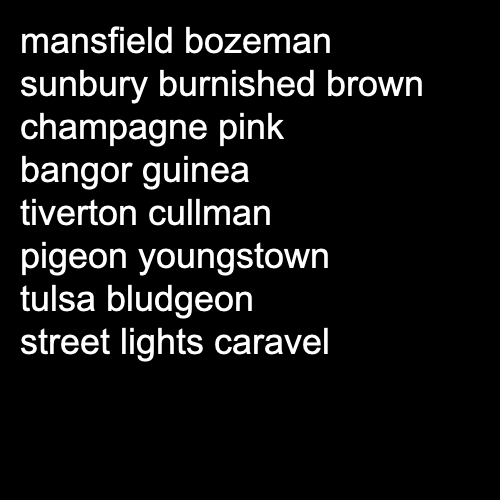 mansfield bozeman
sunbury burnished brown
champagne pink
bangor guinea
tiverton cullman
pigeon youngstown
tulsa bludgeon
street lights caravel